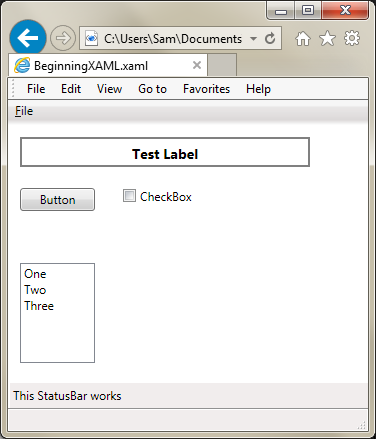 C:\Users\Sam\Documents
BeginningXAML.xaml
File Edit View Go to Favorites Help
File
Test Label
Button CheckBox
One
Two
Three
This StatusBar works